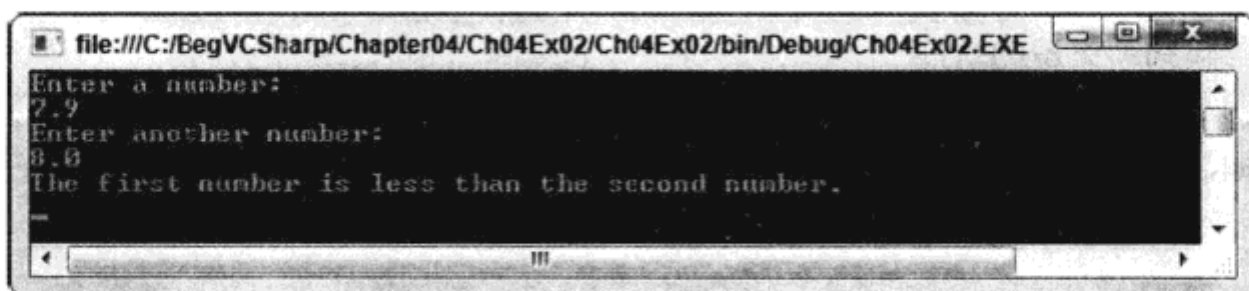 file:///C:/BegVCSharp/Chapter04/Ch04Ex02/Ch04Ex02/bin/Debug/Ch04Ex02.EXE
Enter a number:
7.9
Enter another number:
8.0
The first number is less than the second number.